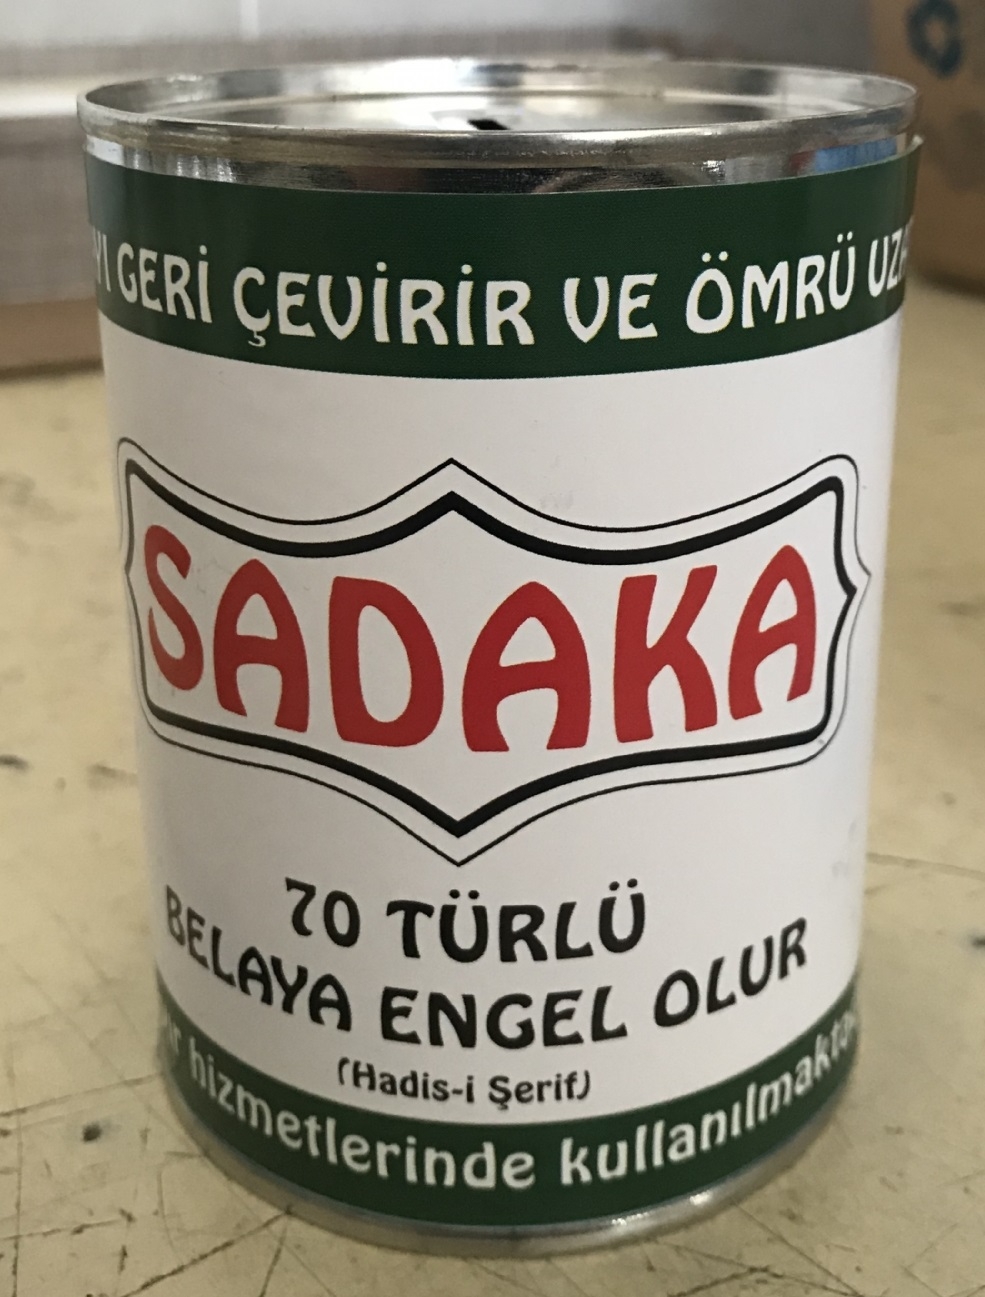 GERİ ÇEVİRİR VE ÖMRÜ
SADAKA
70 TÜRLÜ
BELAYA ENGEL OLUR
(Hadis-i Şerif)
hizmetlerinde kullanılmakta